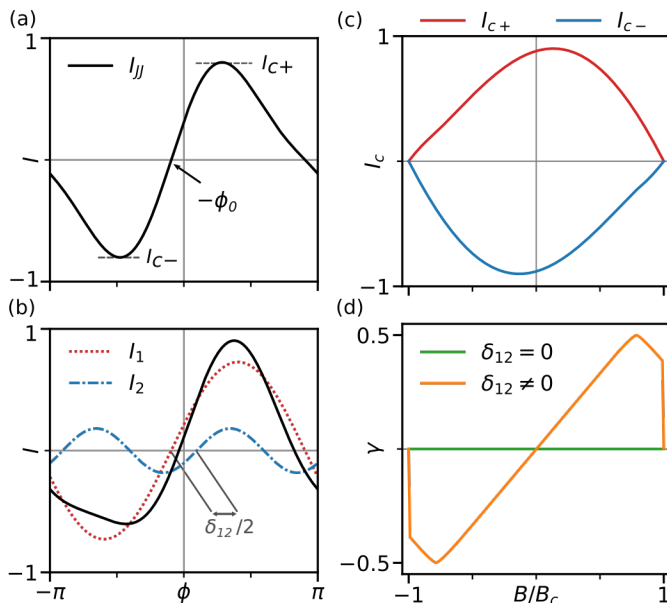 (a)
1
I_JJ
I_c+
I
−ϕ_0
I_c−
−1
(b)
1
I_1
I_2
I
δ_12/2
−1
−π
ϕ
π
(c)
I_c+
I_c−
1
I_c
−1
(d)
0.5
δ_12 = 0
δ_12 ≠ 0
γ
−0.5
−1
B/B_c
1